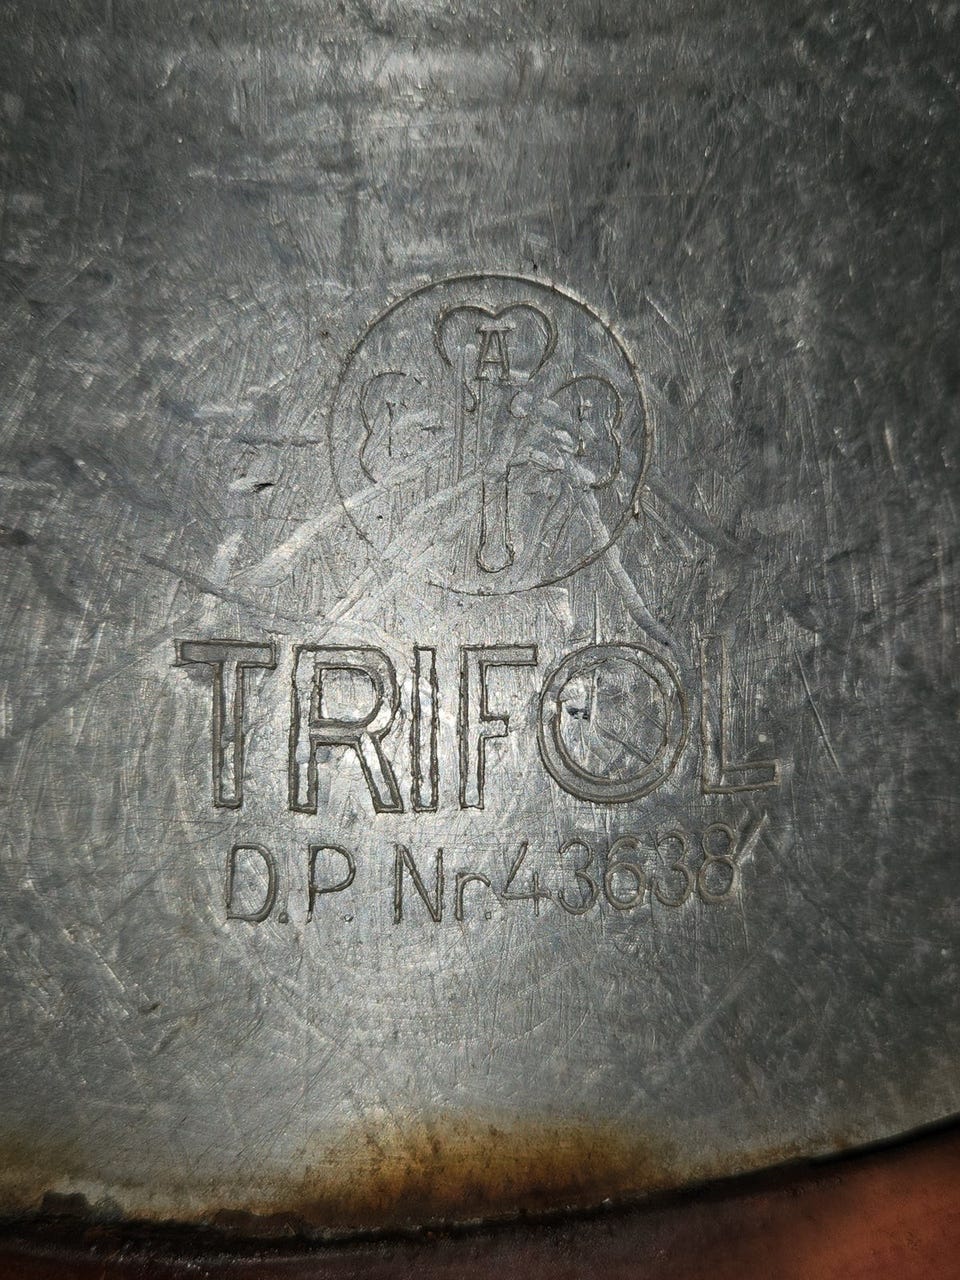 A
B
TRIFOL
D.P. Nr. 43638